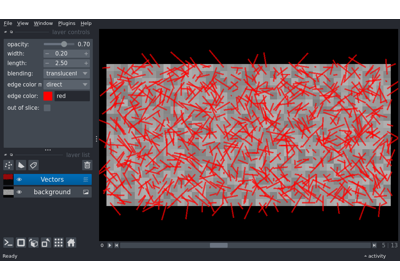 File View Window Plugins Help
layer controls
opacity: 0.70
width: 0.20
length: 2.50
blending: translucent
edge color m direct
edge color: red
out of slice:
layer list
Vectors
background
0 5 13
Ready activity